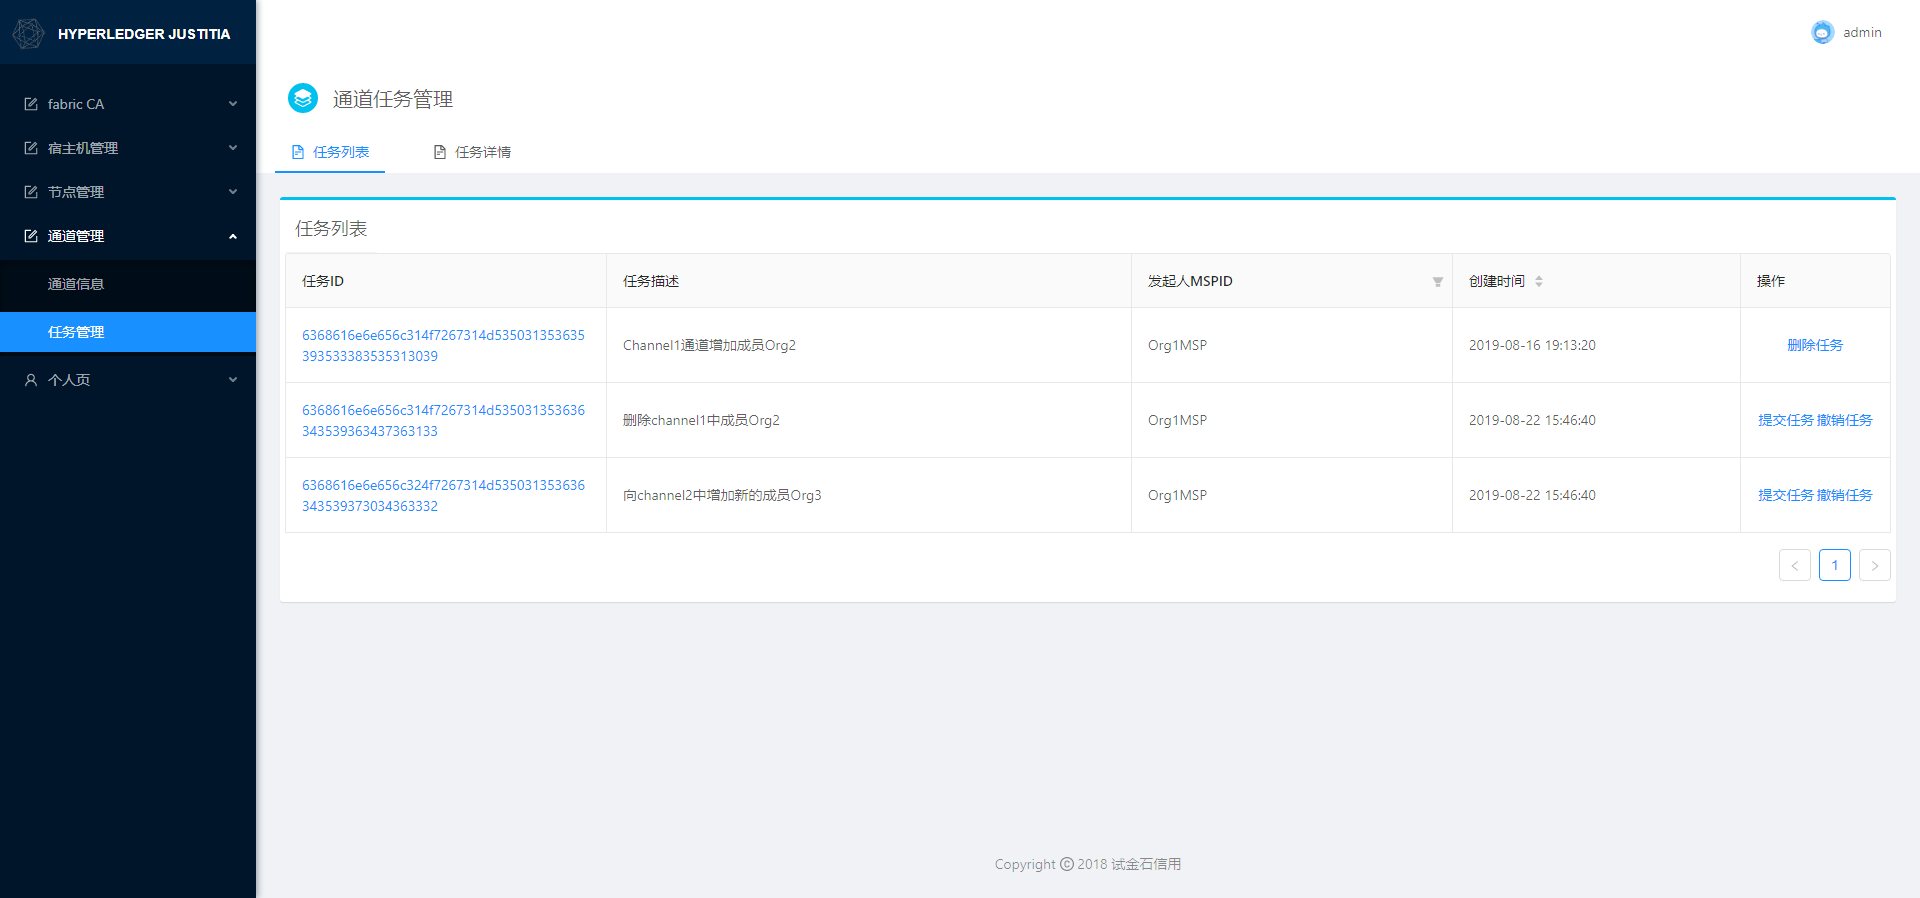 HYPERLEDGER JUSTITIA
admin
fabric CA
宿主机管理
节点管理
通道管理
通道信息
任务管理
个人页
通道任务管理
任务列表
任务详情
任务列表
任务ID
任务描述
发起人MSPID
创建时间
操作
6368616e6e656c314f7267314d535031353635
3935333835353130​39
Channel1通道增加成员Org2
Org1MSP
2019-08-16 19:13:20
删除任务
6368616e6e656c314f7267314d535031353636
343539363437363133
删除channel1中成员Org2
Org1MSP
2019-08-22 15:46:40
提交任务 撤销任务
6368616e6e656c324f7267314d535031353636
343539373034363332
向channel2中增加新的成员Org3
Org1MSP
2019-08-22 15:46:40
提交任务 撤销任务
1
Copyright © 2018 试金石信用